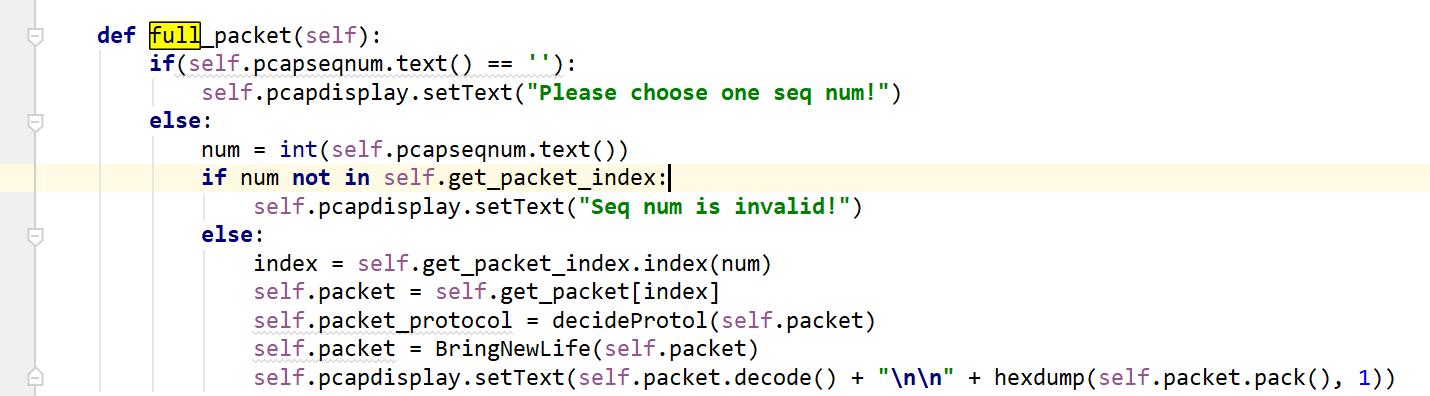 def full_packet(self):
    if(self.pcapseqnum.text() == ''):
        self.pcapdisplay.setText("Please choose one seq num!")
    else:
        num = int(self.pcapseqnum.text())
        if num not in self.get_packet_index:
            self.pcapdisplay.setText("Seq num is invalid!")
        else:
            index = self.get_packet_index.index(num)
            self.packet = self.get_packet[index]
            self.packet_protocol = decideProtol(self.packet)
            self.packet = BringNewLife(self.packet)
            self.pcapdisplay.setText(self.packet.decode() + "\n\n" + hexdump(self.packet.pack(), 1))